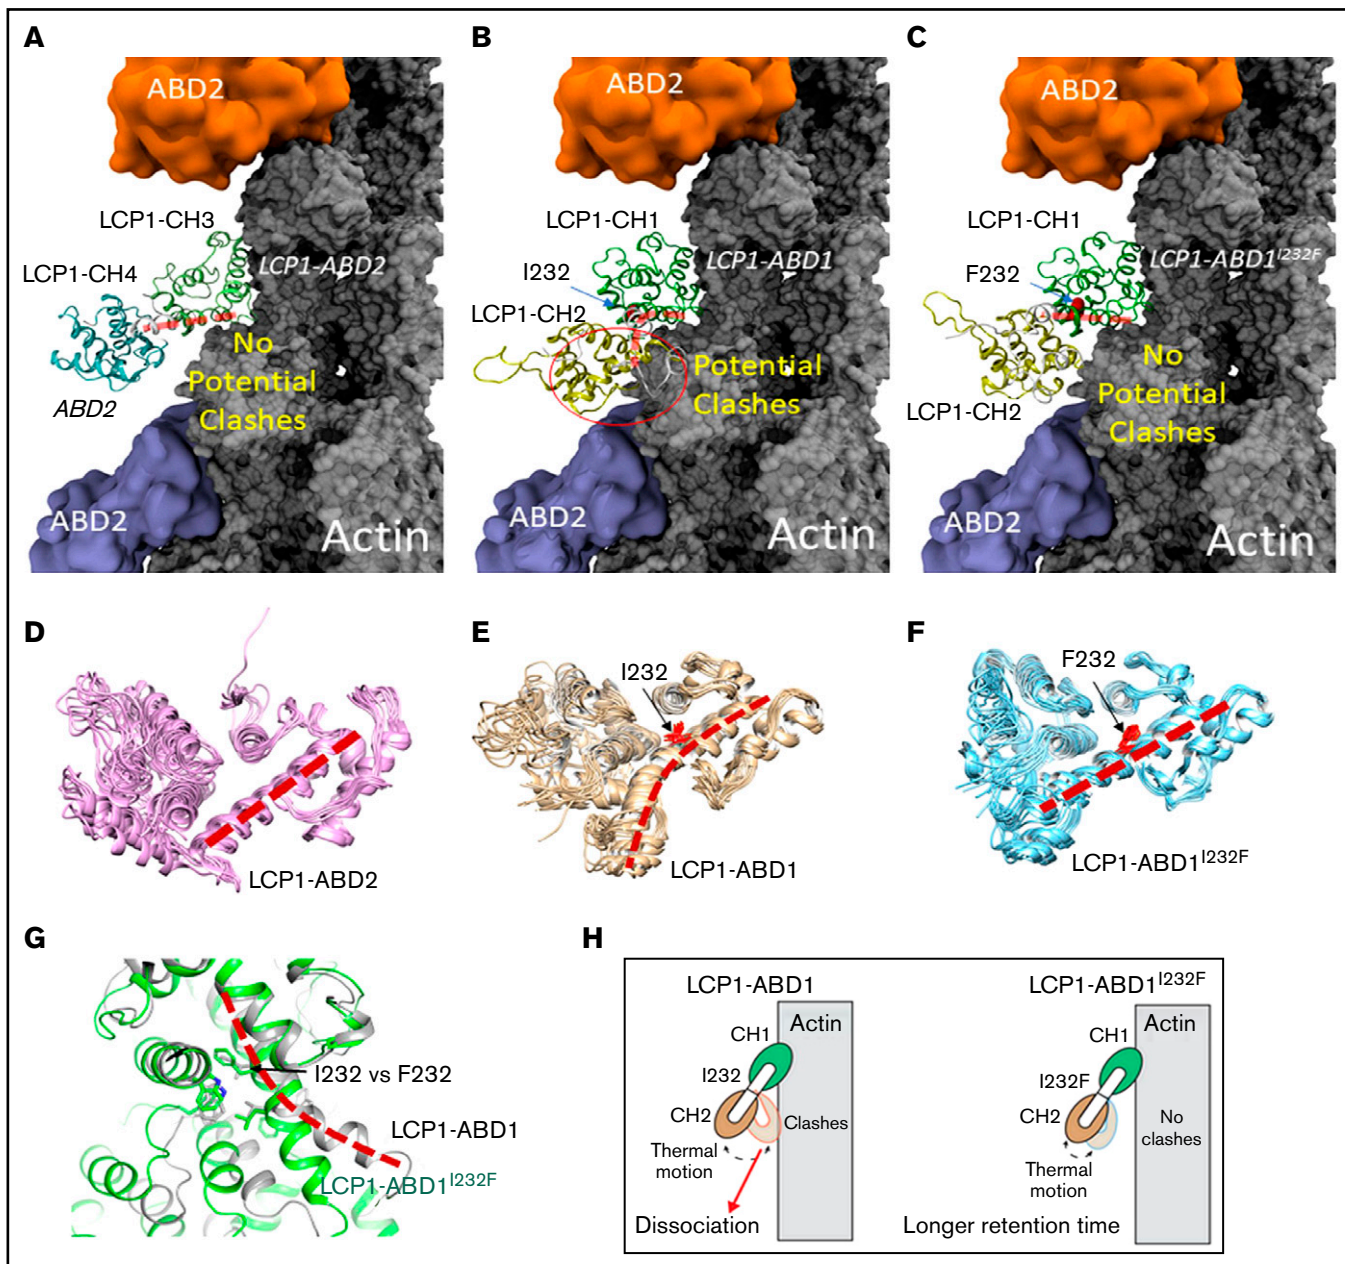 A
ABD2
LCP1-CH3
LCP1-ABD2
LCP1-CH4
No
Potential
Clashes
ABD2
ABD2
Actin
B
ABD2
LCP1-CH1
I232
LCP1-ABD1
LCP1-CH2
Potential
Clashes
ABD2
Actin
C
ABD2
LCP1-CH1
LCP1-ABD1I232F
F232
No
Potential
Clashes
LCP1-CH2
ABD2
Actin
D
LCP1-ABD2
E
I232
LCP1-ABD1
F
F232
LCP1-ABD1I232F
G
I232 vs F232
LCP1-ABD1
LCP1-ABD1I232F
H
LCP1-ABD1
Actin
CH1
I232
CH2
Clashes
Thermal
motion
Dissociation
LCP1-ABD1I232F
Actin
CH1
I232F
CH2
No
clashes
Thermal
motion
Longer retention time